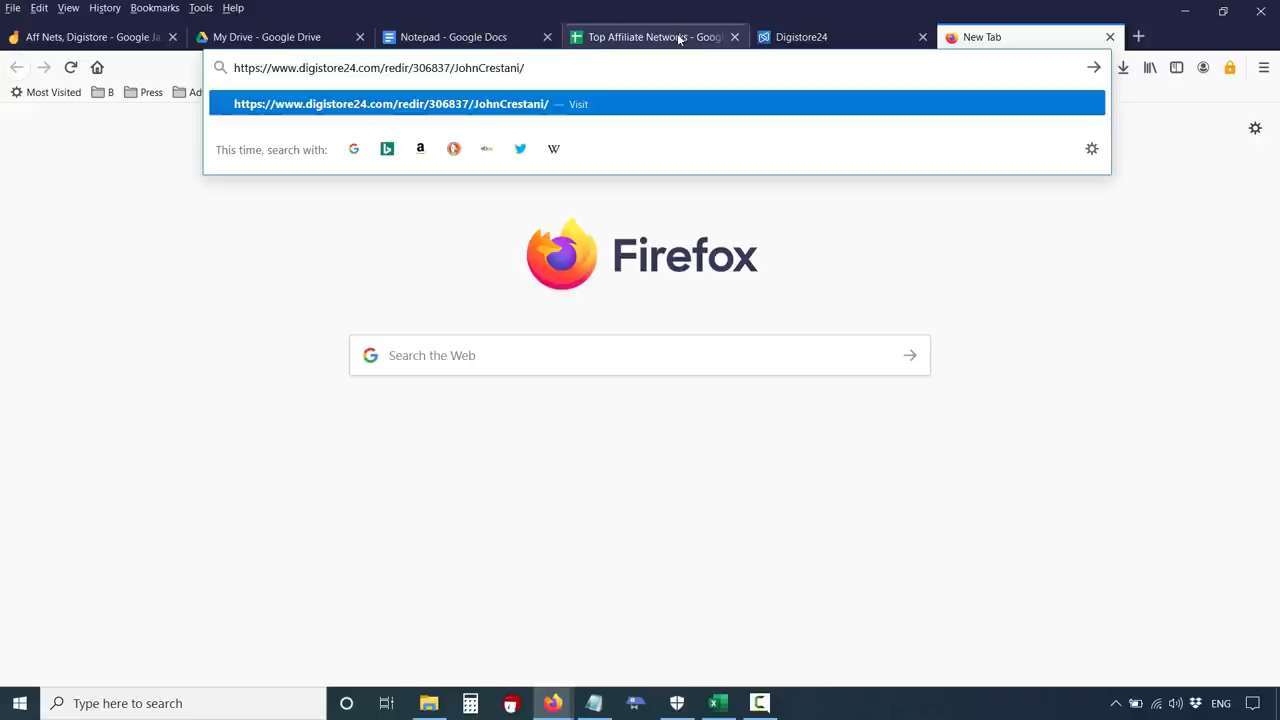 File Edit View History Bookmarks Tools Help
Aff Nets, Digistore - Google Ja
My Drive - Google Drive
Notepad - Google Docs
Top Affiliate Networks - Googl
Digistore24
New Tab
https://www.digistore24.com/redir/306837/JohnCrestani/
Most Visited B Press Ad
https://www.digistore24.com/redir/306837/JohnCrestani/ — Visit
This time, search with:
Firefox
Search the Web
Type here to search
ENG